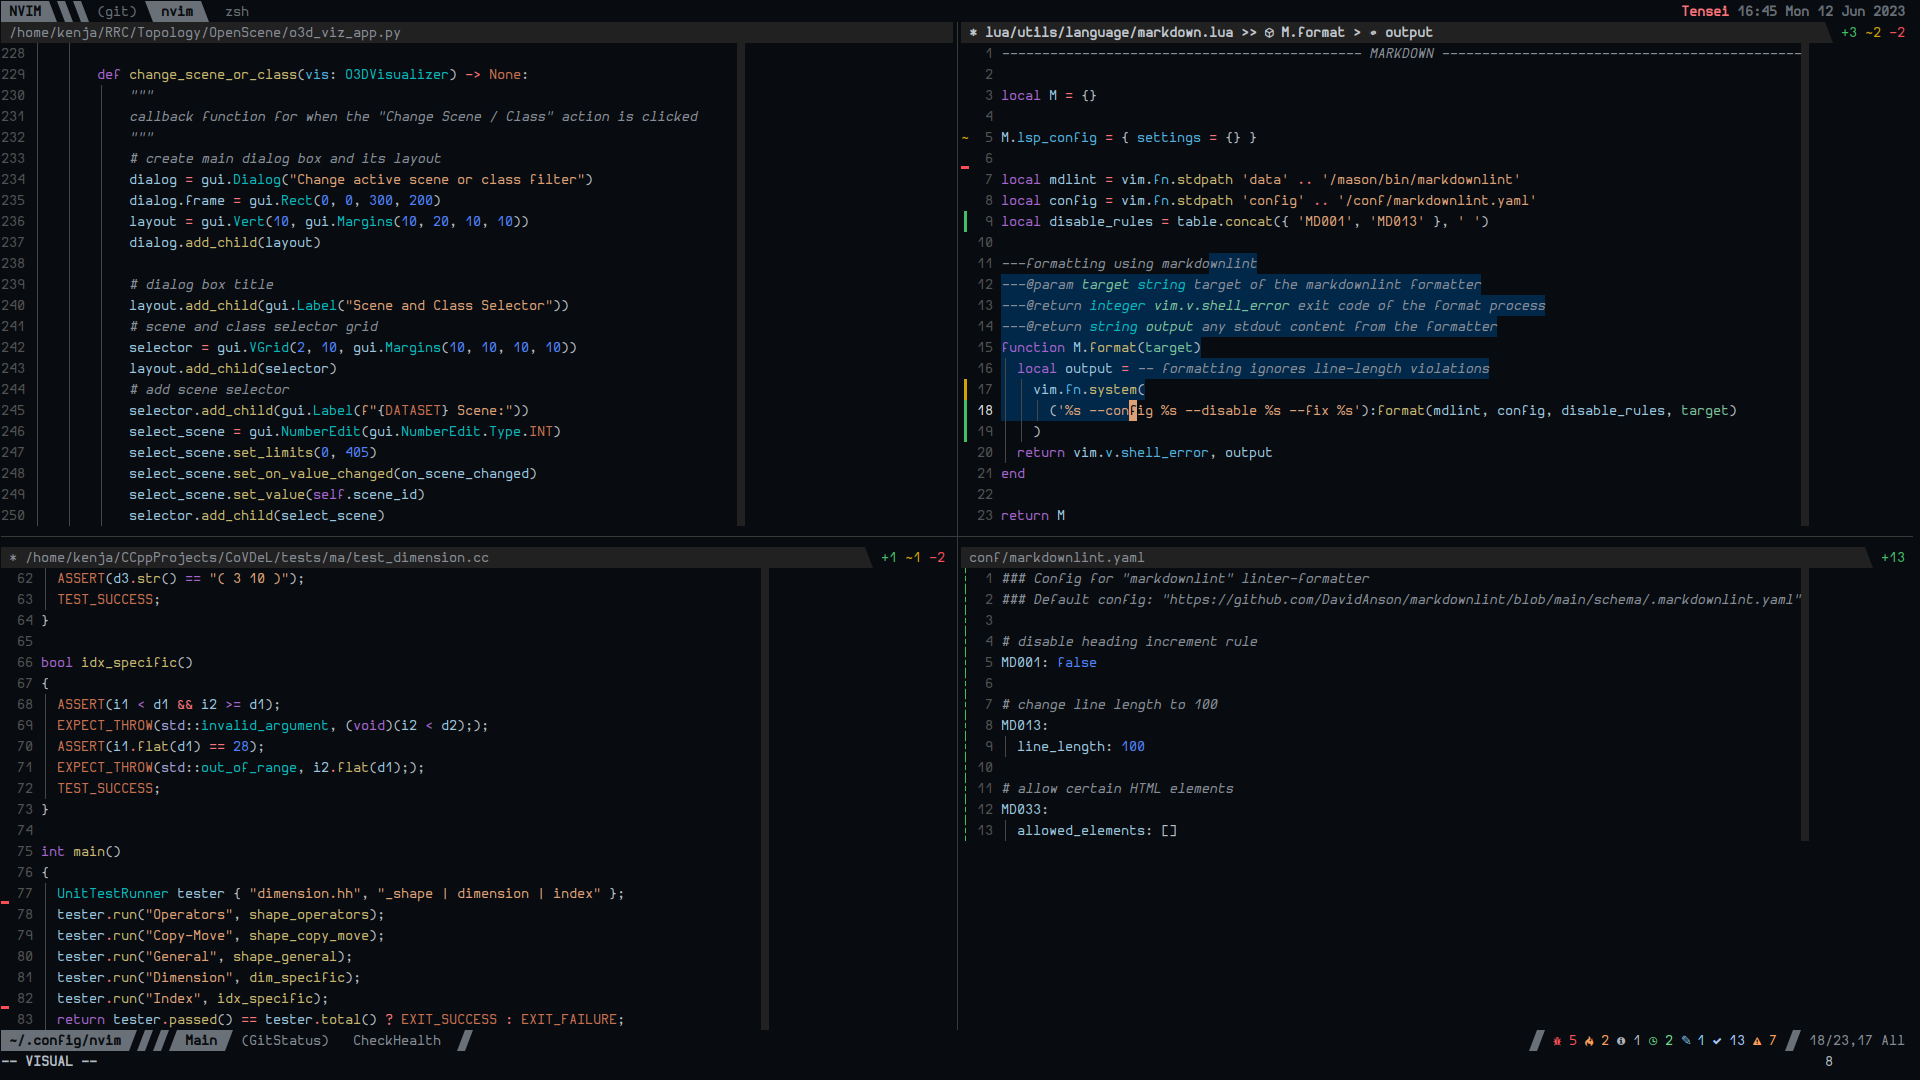 NVIM (git) nvim zsh
Tensei 16:45 Mon 12 Jun 2023
/home/kenja/RRC/Topology/OpenScene/o3d_viz_app.py
228
229 def change_scene_or_class(vis: O3DVisualizer) -> None:
230 """
231 callback function for when the "Change Scene / Class" action is clicked
232 """
233 # create main dialog box and its layout
234 dialog = gui.Dialog("Change active scene or class filter")
235 dialog.frame = gui.Rect(0, 0, 300, 200)
236 layout = gui.Vert(10, gui.Margins(10, 20, 10, 10))
237 dialog.add_child(layout)
238
239 # dialog box title
240 layout.add_child(gui.Label("Scene and Class Selector"))
241 # scene and class selector grid
242 selector = gui.VGrid(2, 10, gui.Margins(10, 10, 10, 10))
243 layout.add_child(selector)
244 # add scene selector
245 selector.add_child(gui.Label(f"{DATASET} Scene:"))
246 select_scene = gui.NumberEdit(gui.NumberEdit.Type.INT)
247 select_scene.set_limits(0, 405)
248 select_scene.set_on_value_changed(on_scene_changed)
249 select_scene.set_value(self.scene_id)
250 selector.add_child(select_scene)
* lua/utils/language/markdown.lua >> M.format > output +3 ~2 -2
1 --------------------------------------------- MARKDOWN ---------------------------------------------
2
3 local M = {}
4
~ 5 M.lsp_config = { settings = {} }
6
7 local mdlint = vim.fn.stdpath 'data' .. '/mason/bin/markdownlint'
8 local config = vim.fn.stdpath 'config' .. '/conf/markdownlint.yaml'
9 local disable_rules = table.concat({ 'MD001', 'MD013' }, ' ')
10
11 ---formatting using markdownlint
12 ---@param target string target of the markdownlint formatter
13 ---@return integer vim.v.shell_error exit code of the format process
14 ---@return string output any stdout content from the formatter
15 function M.format(target)
16 local output = -- formatting ignores line-length violations
17 vim.fn.system(
18 ('%s --config %s --disable %s --fix %s'):format(mdlint, config, disable_rules, target)
19 )
20 return vim.v.shell_error, output
21 end
22
23 return M
* /home/kenja/CCppProjects/CoVDeL/tests/ma/test_dimension.cc +1 ~1 -2
62 ASSERT(d3.str() == "( 3 10 )");
63 TEST_SUCCESS;
64 }
65
66 bool idx_specific()
67 {
68 ASSERT(i1 < d1 && i2 >= d1);
69 EXPECT_THROW(std::invalid_argument, (void)(i2 < d2););
70 ASSERT(i1.flat(d1) == 28);
71 EXPECT_THROW(std::out_of_range, i2.flat(d1););
72 TEST_SUCCESS;
73 }
74
75 int main()
76 {
77 UnitTestRunner tester { "dimension.hh", "_shape | dimension | index" };
78 tester.run("Operators", shape_operators);
79 tester.run("Copy-Move", shape_copy_move);
80 tester.run("General", shape_general);
81 tester.run("Dimension", dim_specific);
82 tester.run("Index", idx_specific);
83 return tester.passed() == tester.total() ? EXIT_SUCCESS : EXIT_FAILURE;
conf/markdownlint.yaml +13
1 ### Config for "markdownlint" linter-formatter
2 ### Default config: "https://github.com/DavidAnson/markdownlint/blob/main/schema/.markdownlint.yaml"
3
4 # disable heading increment rule
5 MD001: false
6
7 # change line length to 100
8 MD013:
9 line_length: 100
10
11 # allow certain HTML elements
12 MD033:
13 allowed_elements: []
~/.config/nvim Main (GitStatus) CheckHealth
5 2 1 2 1 13 7 18/23,17 All
-- VISUAL -- 8